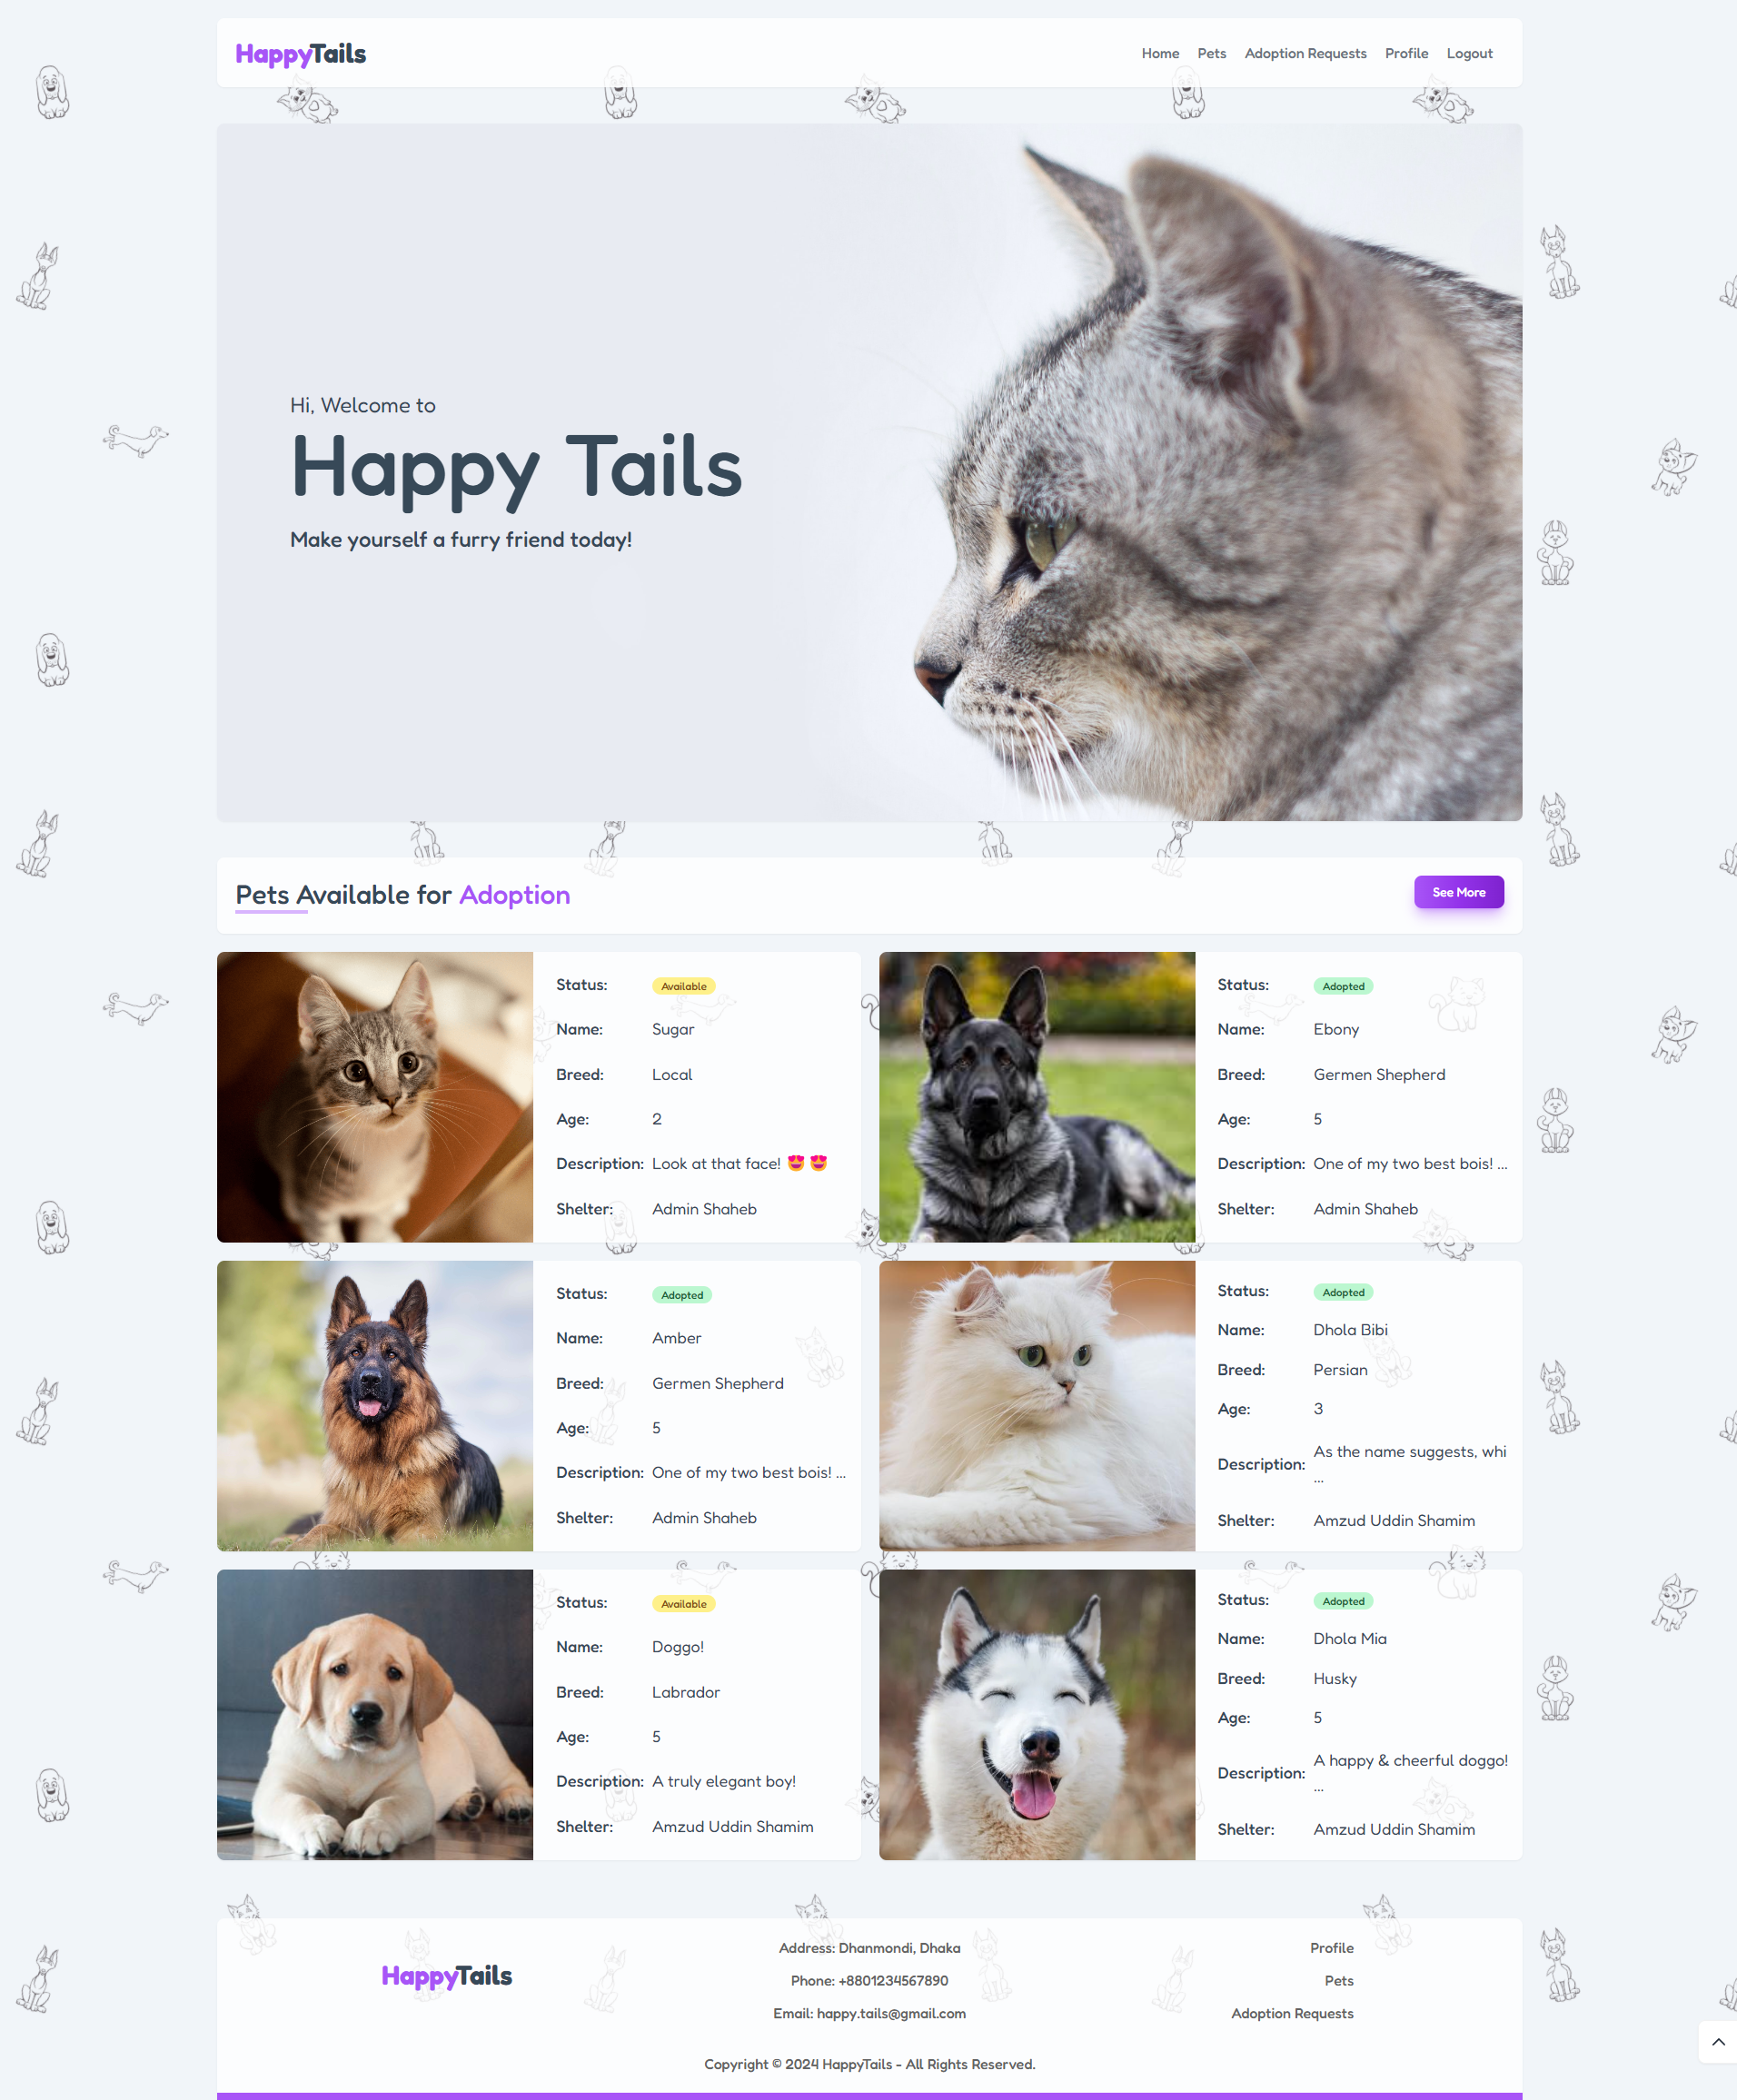 HappyTails
Home Pets Adoption Requests Profile Logout
Hi, Welcome to
Happy Tails
Make yourself a furry friend today!
Pets Available for Adoption
See More
Status: Available
Name: Sugar
Breed: Local
Age: 2
Description: Look at that face! 😍 😍
Shelter: Admin Shaheb
Status: Adopted
Name: Ebony
Breed: Germen Shepherd
Age: 5
Description: One of my two best bois! ...
Shelter: Admin Shaheb
Status: Adopted
Name: Amber
Breed: Germen Shepherd
Age: 5
Description: One of my two best bois! ...
Shelter: Admin Shaheb
Status: Adopted
Name: Dhola Bibi
Breed: Persian
Age: 3
Description: As the name suggests, whi
...
Shelter: Amzud Uddin Shamim
Status: Available
Name: Doggo!
Breed: Labrador
Age: 5
Description: A truly elegant boy!
Shelter: Amzud Uddin Shamim
Status: Adopted
Name: Dhola Mia
Breed: Husky
Age: 5
Description: A happy & cheerful doggo!
...
Shelter: Amzud Uddin Shamim
HappyTails
Address: Dhanmondi, Dhaka
Phone: +8801234567890
Email: happy.tails@gmail.com
Profile
Pets
Adoption Requests
Copyright © 2024 HappyTails - All Rights Reserved.